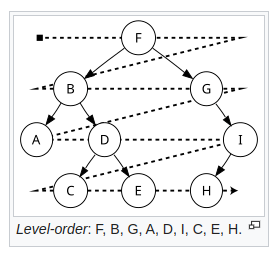 F
B G
A D I
C E H
Level-order: F, B, G, A, D, I, C, E, H.